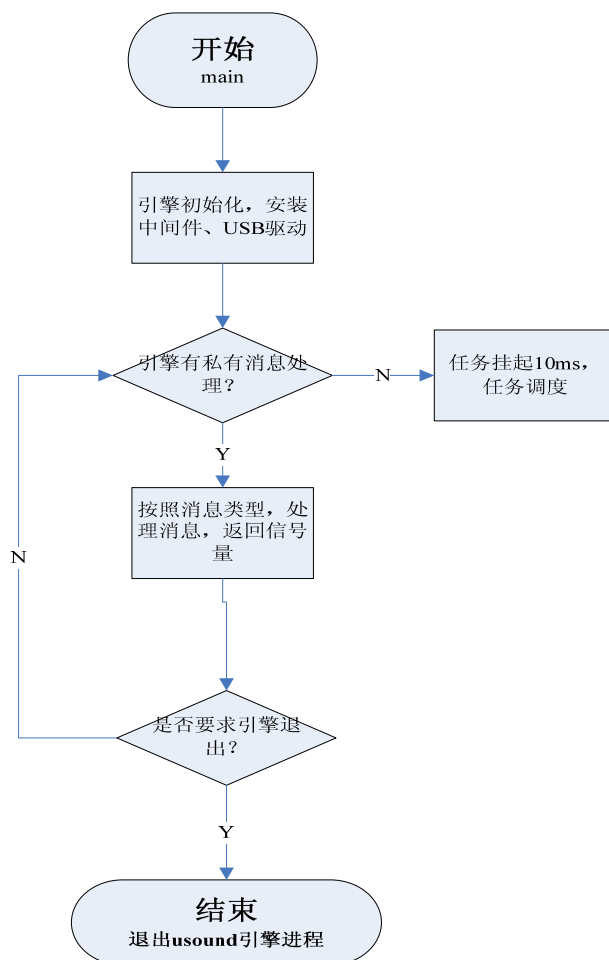 开始
main
引擎初始化，安装
中间件、USB驱动
引擎有私有消息处
理？
N
任务挂起10ms，
任务调度
Y
按照消息类型，处
理消息，返回信号
量
N
是否要求引擎退
出？
Y
结束
退出usound引擎进程